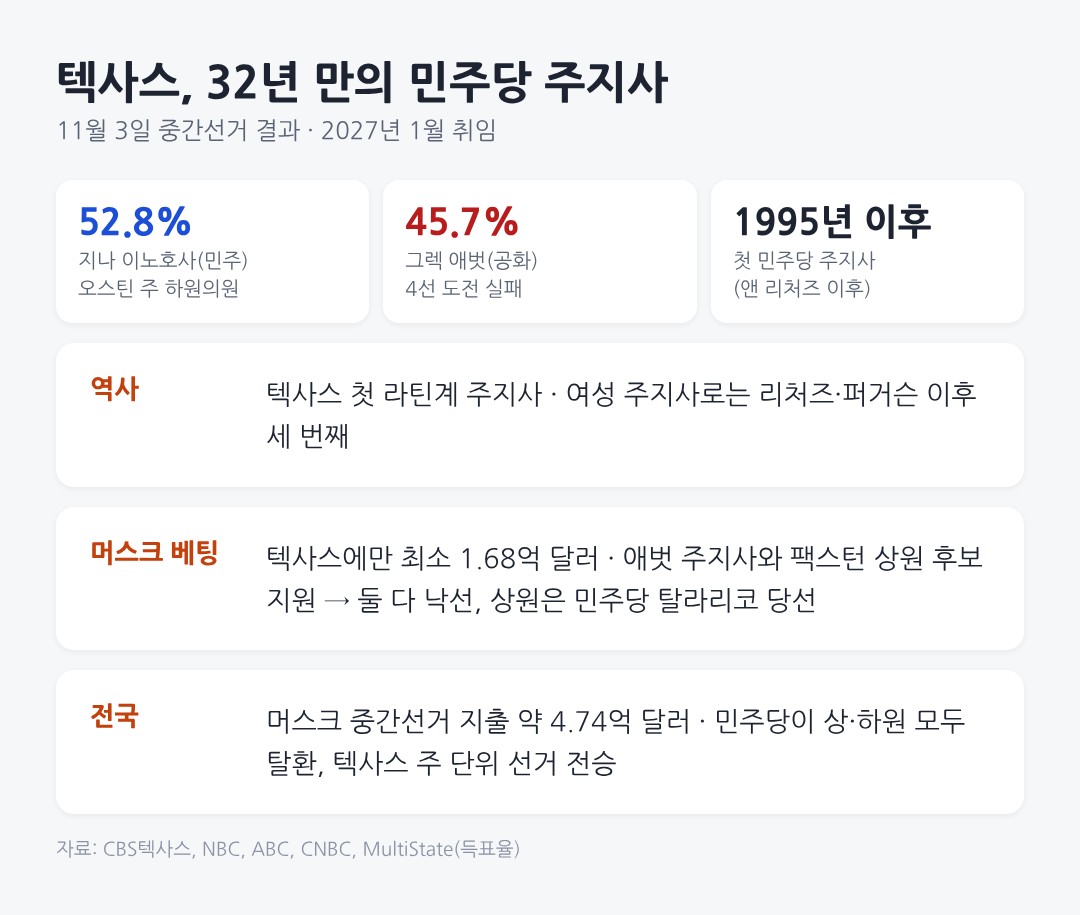 텍사스, 32년 만의 민주당 주지사
11월 3일 중간선거 결과 · 2027년 1월 취임
52.8%
지나 이노호사(민주)
오스틴 주 하원의원
45.7%
그렉 애벗(공화)
4선 도전 실패
1995년 이후
첫 민주당 주지사
(앤 리처즈 이후)
역사
텍사스 첫 라틴계 주지사 · 여성 주지사로는 리처즈·퍼거슨 이후
세 번째
머스크 베팅
텍사스에만 최소 1.68억 달러 · 애벗 주지사와 팩스턴 상원 후보
지원 → 둘 다 낙선, 상원은 민주당 탈라리코 당선
전국
머스크 중간선거 지출 약 4.74억 달러 · 민주당이 상·하원 모두
탈환, 텍사스 주 단위 선거 전승
자료: CBS텍사스, NBC, ABC, CNBC, MultiState(득표율)